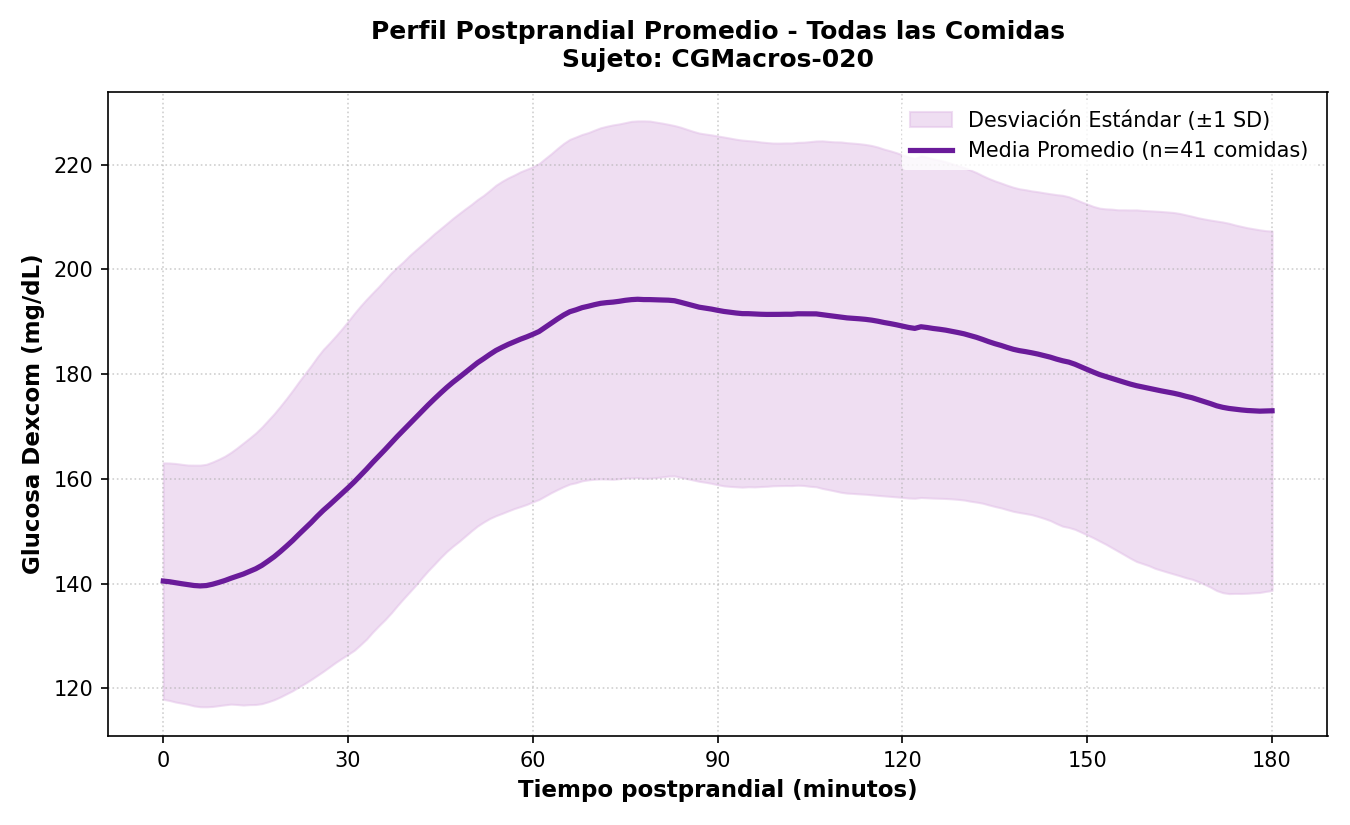 Perfil Postprandial Promedio - Todas las Comidas
Sujeto: CGMacros-020
Desviación Estándar (±1 SD)
Media Promedio (n=41 comidas)
Glucosa Dexcom (mg/dL)
220
200
180
160
140
120
0 30 60 90 120 150 180
Tiempo postprandial (minutos)